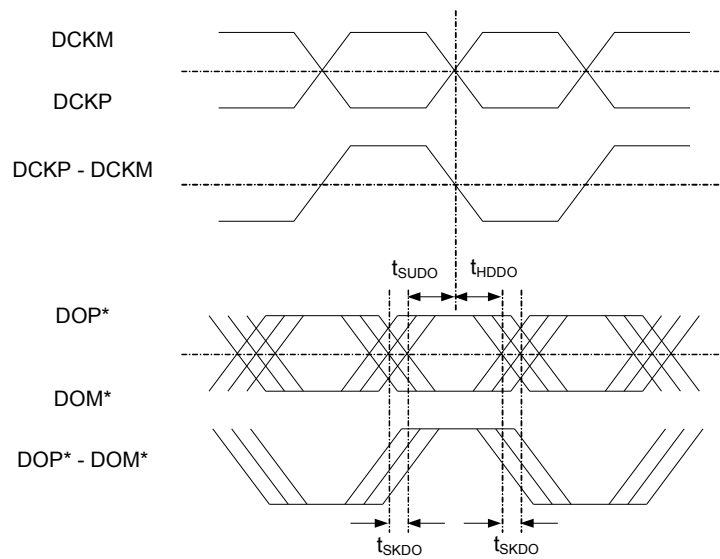 DCKM
DCKP
DCKP - DCKM
tSUDO tHDDO
DOP*
DOM*
DOP* - DOM*
tSKDO tSKDO